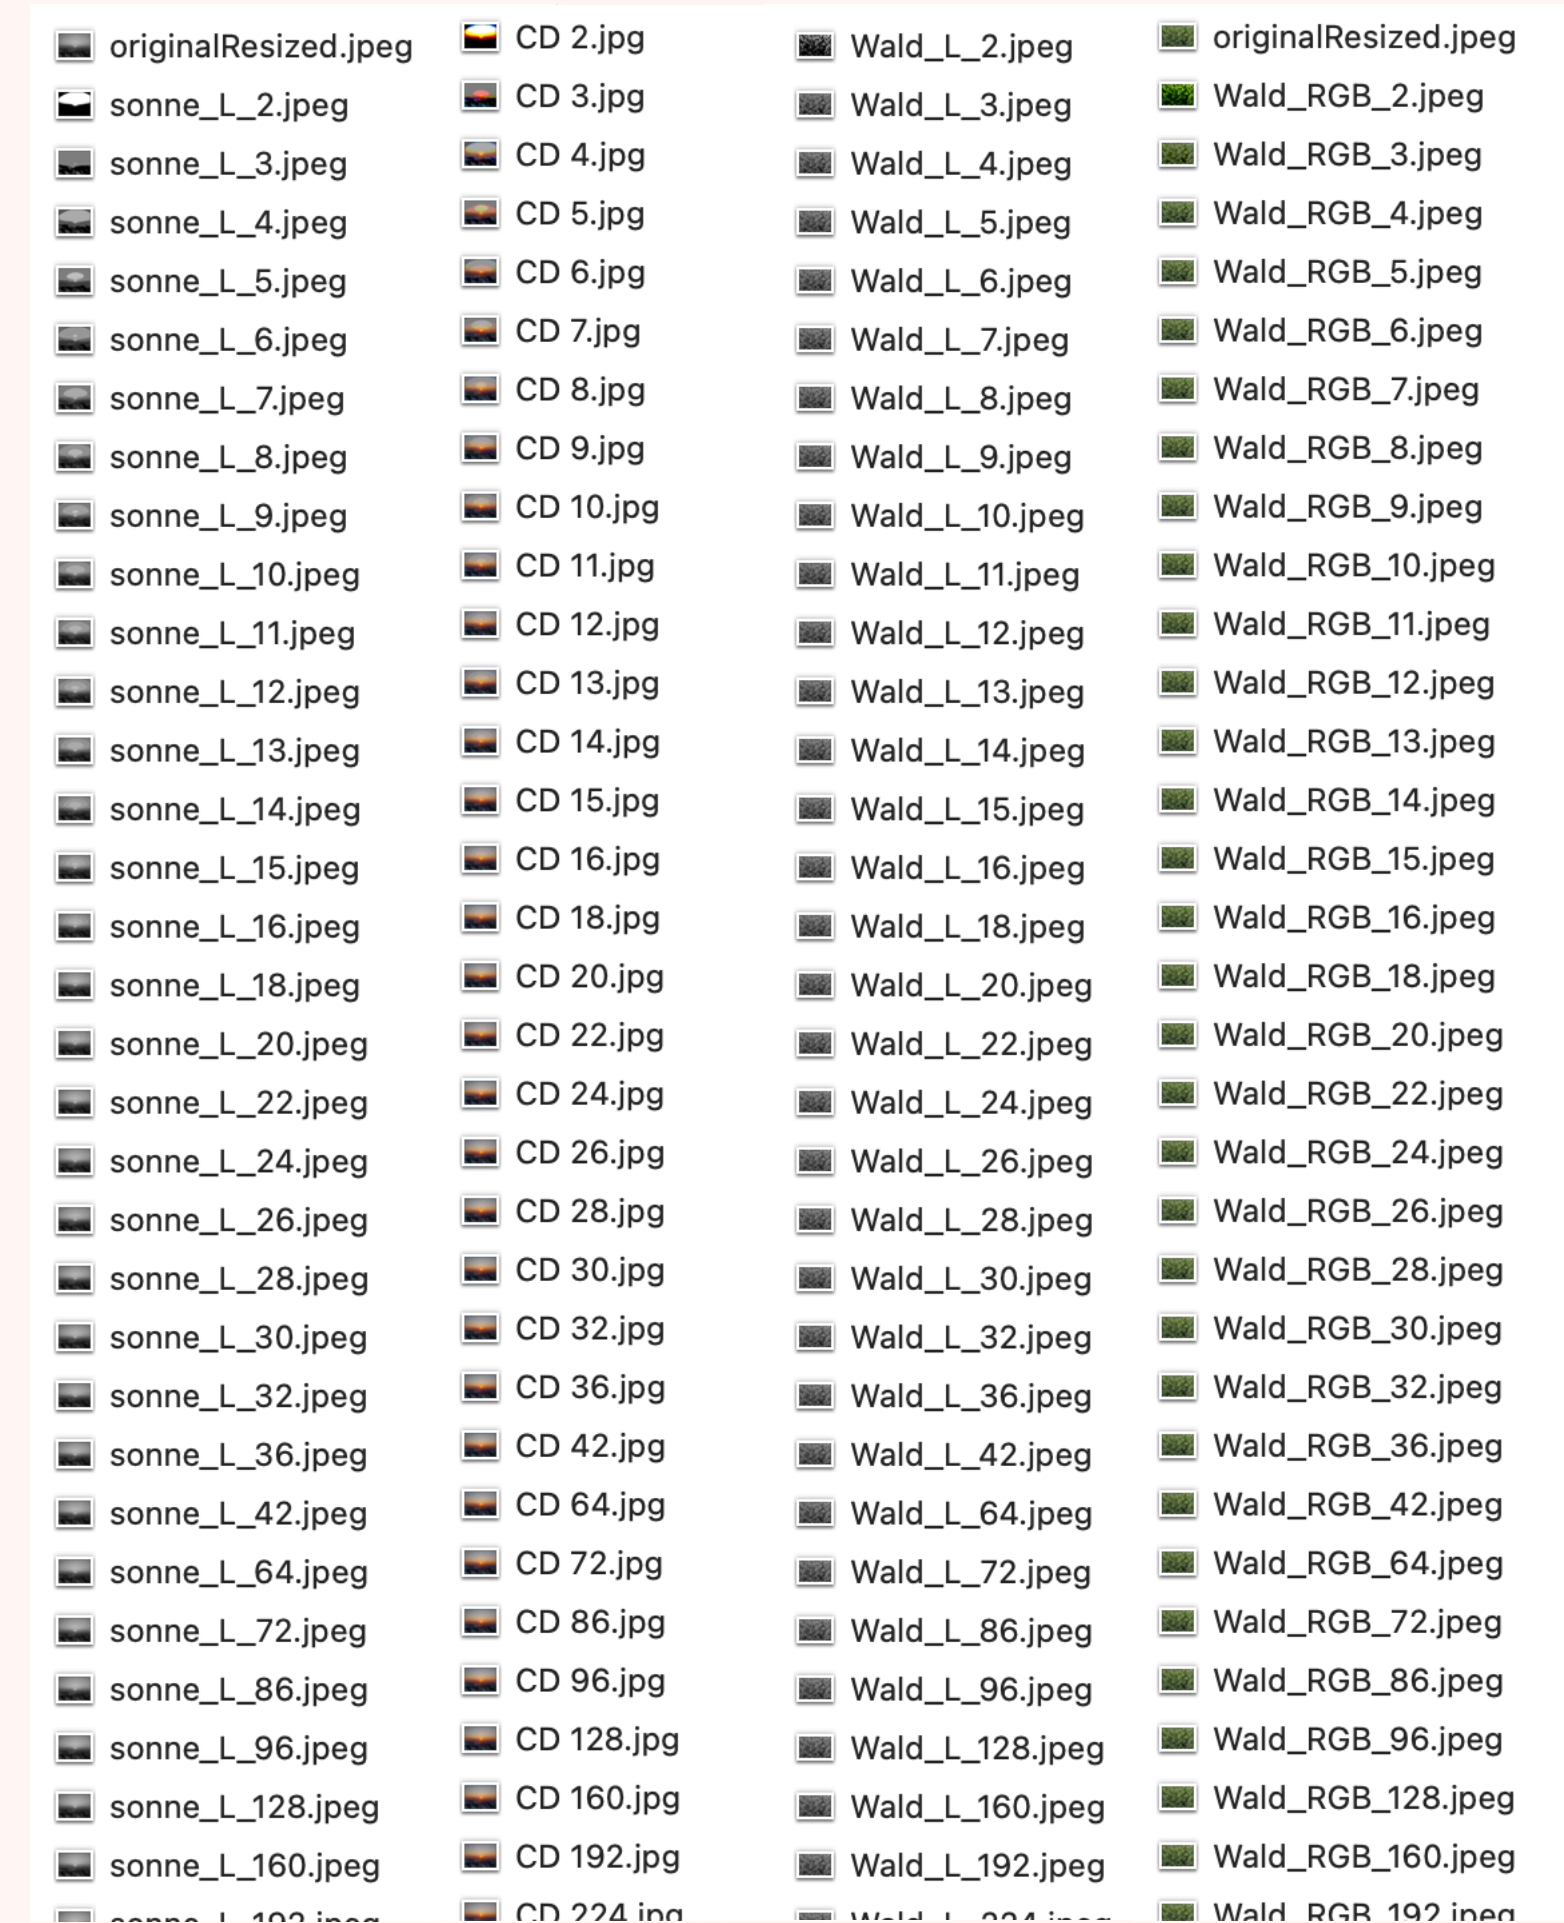 originalResized.jpeg
sonne_L_2.jpeg
sonne_L_3.jpeg
sonne_L_4.jpeg
sonne_L_5.jpeg
sonne_L_6.jpeg
sonne_L_7.jpeg
sonne_L_8.jpeg
sonne_L_9.jpeg
sonne_L_10.jpeg
sonne_L_11.jpeg
sonne_L_12.jpeg
sonne_L_13.jpeg
sonne_L_14.jpeg
sonne_L_15.jpeg
sonne_L_16.jpeg
sonne_L_18.jpeg
sonne_L_20.jpeg
sonne_L_22.jpeg
sonne_L_24.jpeg
sonne_L_26.jpeg
sonne_L_28.jpeg
sonne_L_30.jpeg
sonne_L_32.jpeg
sonne_L_36.jpeg
sonne_L_42.jpeg
sonne_L_64.jpeg
sonne_L_72.jpeg
sonne_L_86.jpeg
sonne_L_96.jpeg
sonne_L_128.jpeg
sonne_L_160.jpeg
sonne_L_192.jpeg
CD 2.jpg
CD 3.jpg
CD 4.jpg
CD 5.jpg
CD 6.jpg
CD 7.jpg
CD 8.jpg
CD 9.jpg
CD 10.jpg
CD 11.jpg
CD 12.jpg
CD 13.jpg
CD 14.jpg
CD 15.jpg
CD 16.jpg
CD 18.jpg
CD 20.jpg
CD 22.jpg
CD 24.jpg
CD 26.jpg
CD 28.jpg
CD 30.jpg
CD 32.jpg
CD 36.jpg
CD 42.jpg
CD 64.jpg
CD 72.jpg
CD 86.jpg
CD 96.jpg
CD 128.jpg
CD 160.jpg
CD 192.jpg
CD 224.jpg
Wald_L_2.jpeg
Wald_L_3.jpeg
Wald_L_4.jpeg
Wald_L_5.jpeg
Wald_L_6.jpeg
Wald_L_7.jpeg
Wald_L_8.jpeg
Wald_L_9.jpeg
Wald_L_10.jpeg
Wald_L_11.jpeg
Wald_L_12.jpeg
Wald_L_13.jpeg
Wald_L_14.jpeg
Wald_L_15.jpeg
Wald_L_16.jpeg
Wald_L_18.jpeg
Wald_L_20.jpeg
Wald_L_22.jpeg
Wald_L_24.jpeg
Wald_L_26.jpeg
Wald_L_28.jpeg
Wald_L_30.jpeg
Wald_L_32.jpeg
Wald_L_36.jpeg
Wald_L_42.jpeg
Wald_L_64.jpeg
Wald_L_72.jpeg
Wald_L_86.jpeg
Wald_L_96.jpeg
Wald_L_128.jpeg
Wald_L_160.jpeg
Wald_L_192.jpeg
Wald_L_224.jpeg
originalResized.jpeg
Wald_RGB_2.jpeg
Wald_RGB_3.jpeg
Wald_RGB_4.jpeg
Wald_RGB_5.jpeg
Wald_RGB_6.jpeg
Wald_RGB_7.jpeg
Wald_RGB_8.jpeg
Wald_RGB_9.jpeg
Wald_RGB_10.jpeg
Wald_RGB_11.jpeg
Wald_RGB_12.jpeg
Wald_RGB_13.jpeg
Wald_RGB_14.jpeg
Wald_RGB_15.jpeg
Wald_RGB_16.jpeg
Wald_RGB_18.jpeg
Wald_RGB_20.jpeg
Wald_RGB_22.jpeg
Wald_RGB_24.jpeg
Wald_RGB_26.jpeg
Wald_RGB_28.jpeg
Wald_RGB_30.jpeg
Wald_RGB_32.jpeg
Wald_RGB_36.jpeg
Wald_RGB_42.jpeg
Wald_RGB_64.jpeg
Wald_RGB_72.jpeg
Wald_RGB_86.jpeg
Wald_RGB_96.jpeg
Wald_RGB_128.jpeg
Wald_RGB_160.jpeg
Wald_RGB_192.jpeg